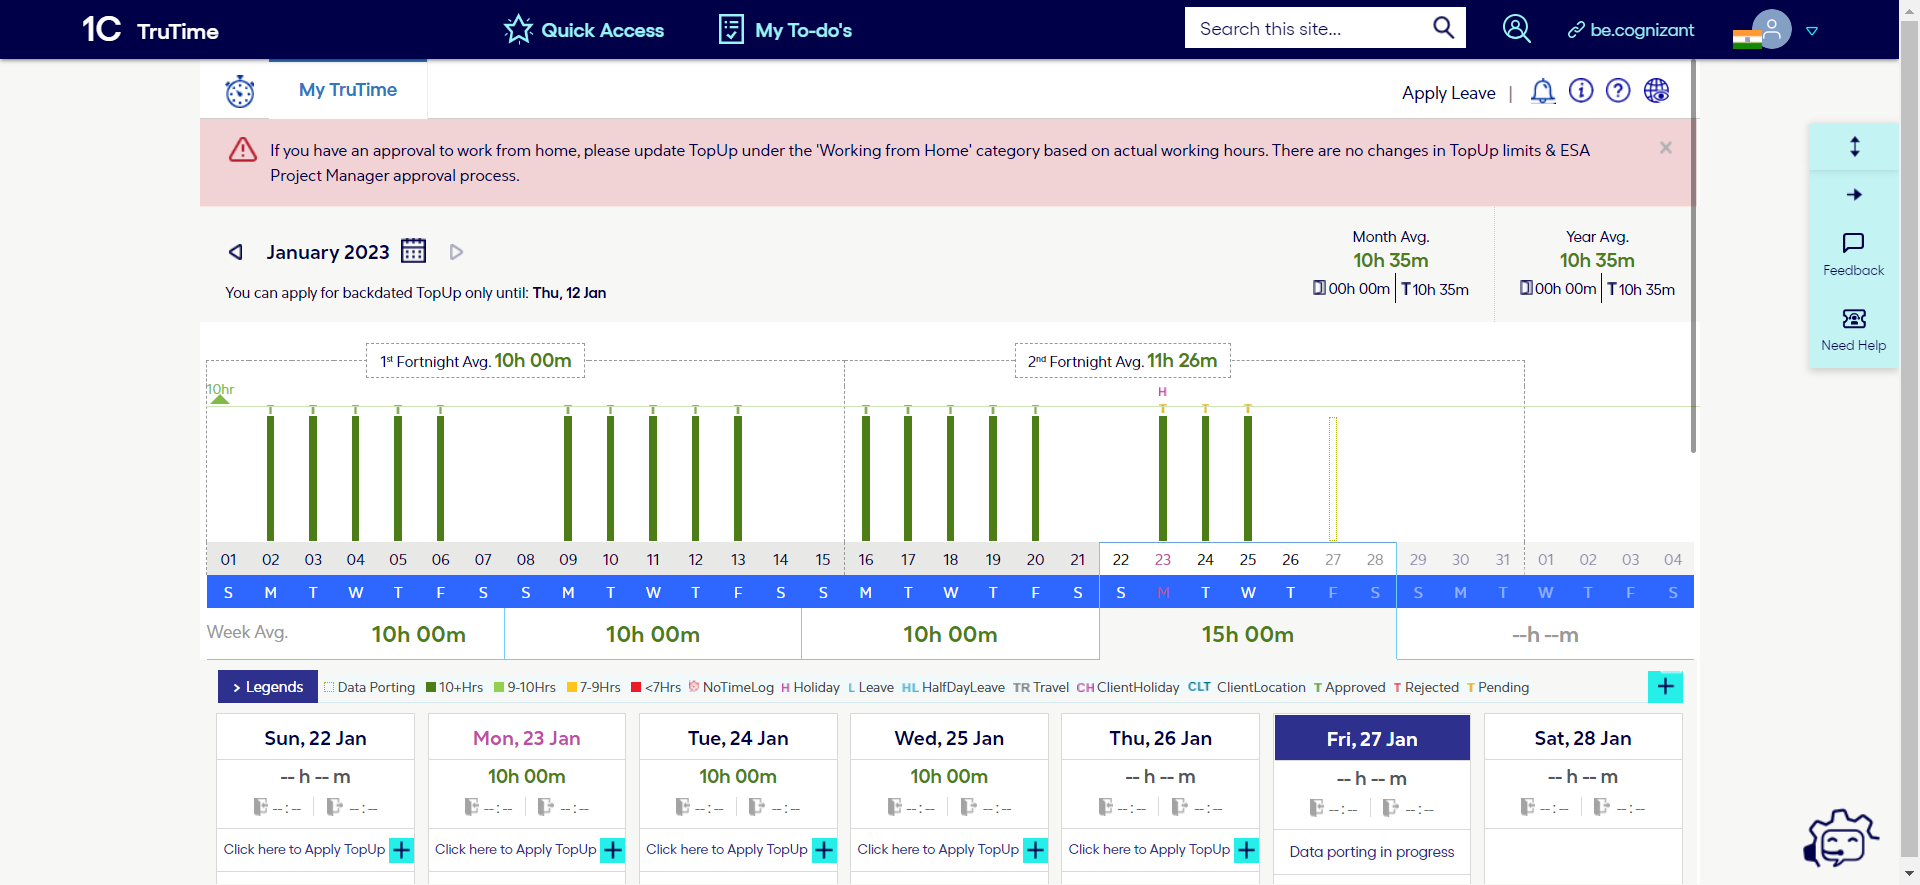 1C TruTime Quick Access My To-do's Search this site... be.cognizant
My TruTime Apply Leave |
If you have an approval to work from home, please update TopUp under the 'Working from Home' category based on actual working hours. There are no changes in TopUp limits & ESA
Project Manager approval process. ×
January 2023
You can apply for backdated TopUp only until: Thu, 12 Jan
Month Avg. Year Avg.
10h 35m 10h 35m
00h 00m T 10h 35m 00h 00m T 10h 35m
Feedback
Need Help
1st Fortnight Avg. 10h 00m 2nd Fortnight Avg. 11h 26m
10hr H
T T T T T T T T T T T T T T T T T T
01 02 03 04 05 06 07 08 09 10 11 12 13 14 15 16 17 18 19 20 21 22 23 24 25 26 27 28 29 30 31 01 02 03 04
S M T W T F S S M T W T F S S M T W T F S S M T W T F S S M T W T F S
Week Avg. 10h 00m 10h 00m 10h 00m 15h 00m --h --m
> Legends Data Porting 10+Hrs 9-10Hrs 7-9Hrs <7Hrs NoTimeLog H Holiday L Leave HL HalfDayLeave TR Travel CH ClientHoliday CLT ClientLocation T Approved T Rejected T Pending +
Sun, 22 Jan Mon, 23 Jan Tue, 24 Jan Wed, 25 Jan Thu, 26 Jan Fri, 27 Jan Sat, 28 Jan
-- h -- m 10h 00m 10h 00m 10h 00m -- h -- m -- h -- m -- h -- m
--:-- --:-- --:-- --:-- --:-- --:-- --:-- --:-- --:-- --:-- --:-- --:-- --:-- --:--
Click here to Apply TopUp + Click here to Apply TopUp + Click here to Apply TopUp + Click here to Apply TopUp + Click here to Apply TopUp + Data porting in progress